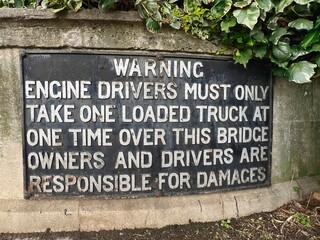 WARNING
ENGINE DRIVERS MUST ONLY
TAKE ONE LOADED TRUCK AT
ONE TIME OVER THIS BRIDGE
OWNERS AND DRIVERS ARE
RESPONSIBLE FOR DAMAGES